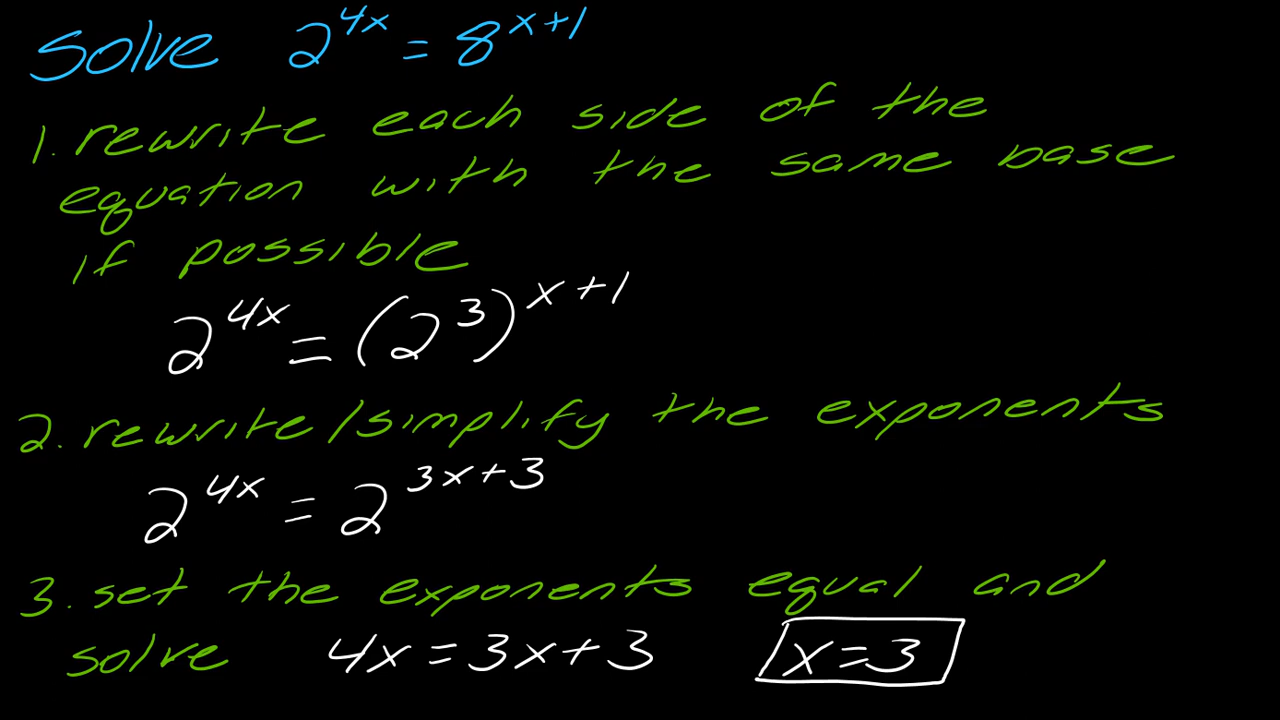 Solve 2^{4x} = 8^{x+1}
1. rewrite each side of the
equation with the same base
if possible
2^{4x} = (2^3)^{x+1}
2. rewrite/simplify the exponents
2^{4x} = 2^{3x+3}
3. set the exponents equal and
solve 4x=3x+3 x=3